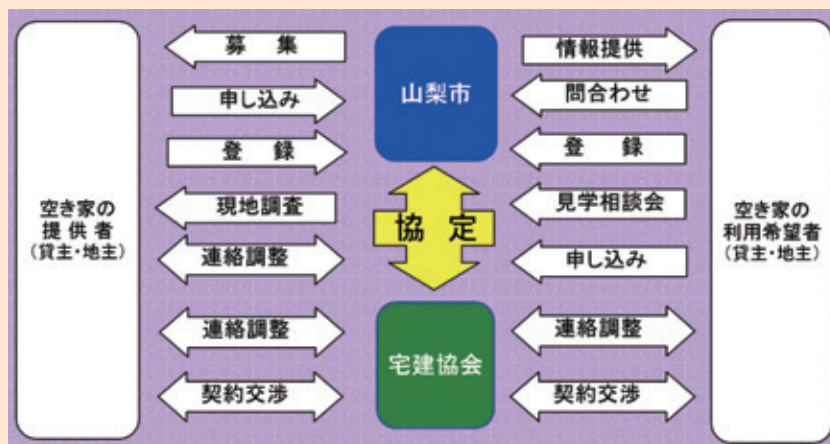 空き家の
提供者
(貸主・地主)
募　集
申し込み
登　録
現地調査
連絡調整
連絡調整
契約交渉
山梨市
協　定
宅建協会
情報提供
問合わせ
登　録
見学相談会
申し込み
連絡調整
契約交渉
空き家の
利用希望者
(貸主・地主)